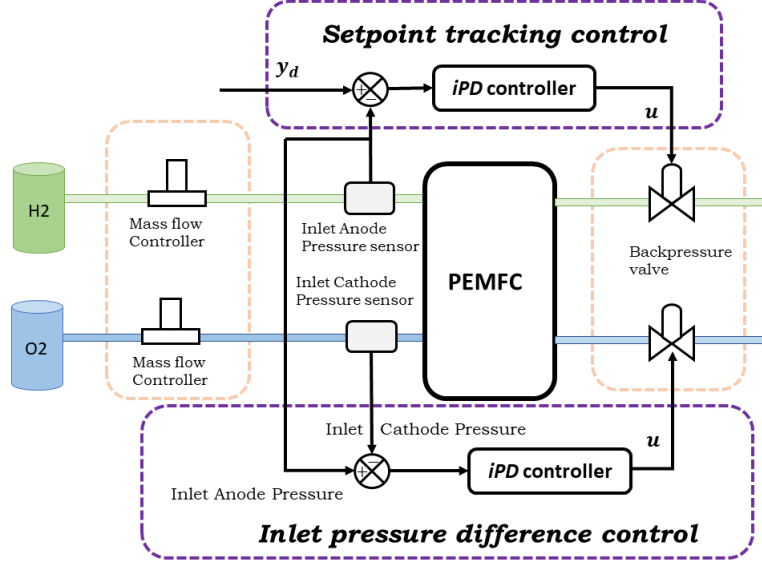 Setpoint tracking control
y_d
+
−
iPD controller
u
H2
Mass flow
Controller
Inlet Anode
Pressure sensor
Backpressure
valve
Inlet Cathode
Pressure sensor
PEMFC
O2
Mass flow
Controller
Inlet Cathode Pressure
u
+
−
iPD controller
Inlet Anode Pressure
Inlet pressure difference control